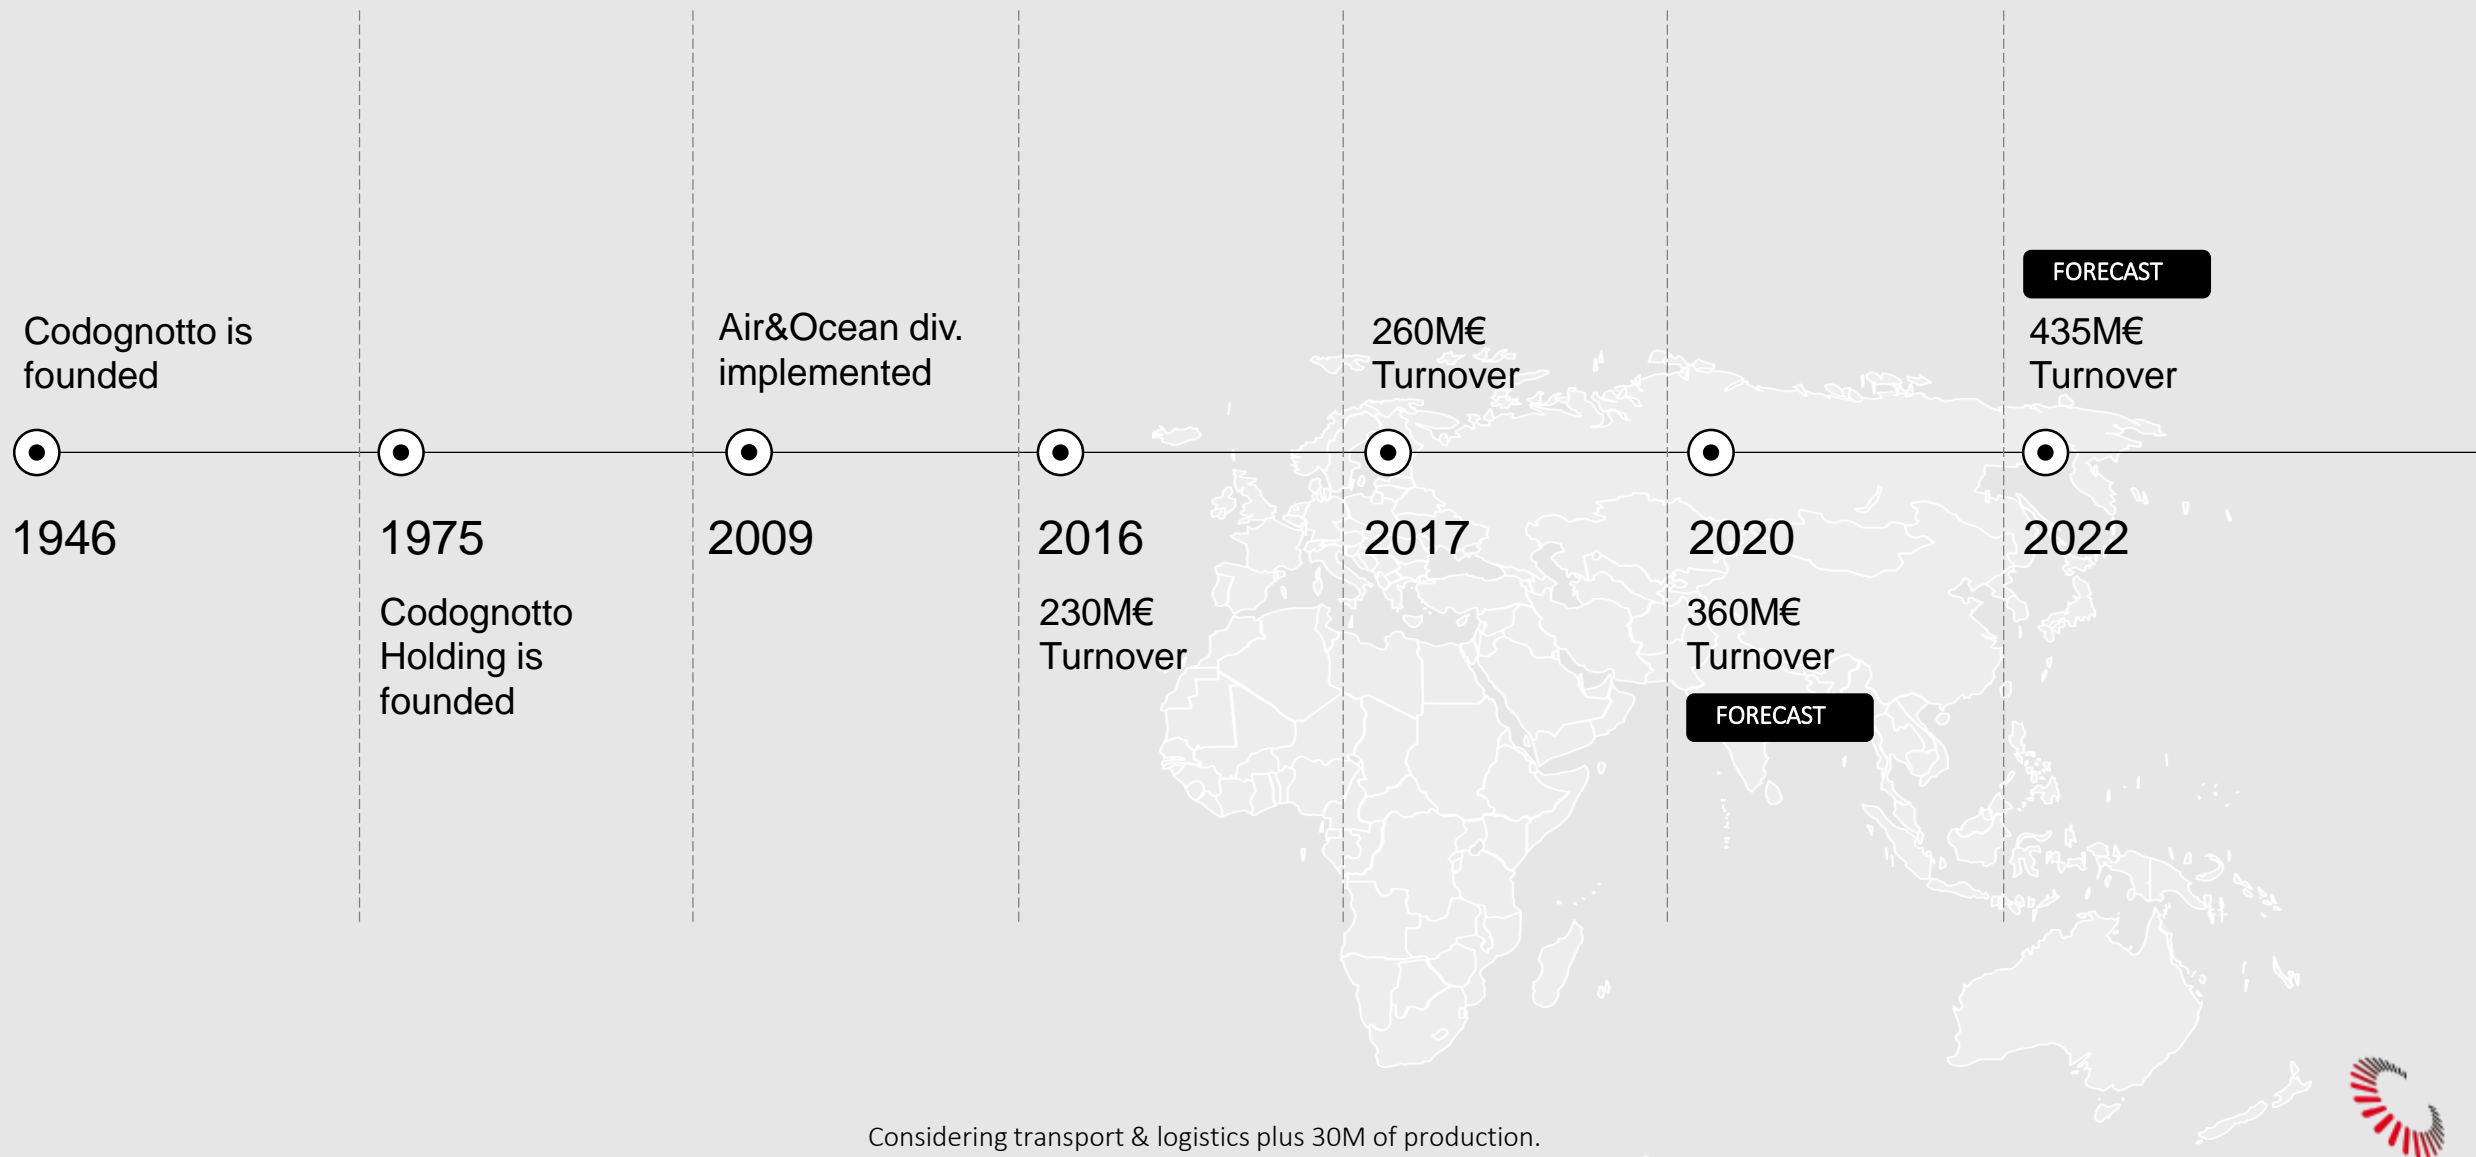 Codognotto is
founded
1946
1975
Codognotto
Holding is
founded
Air&Ocean div.
implemented
2009
2016
230M€
Turnover
260M€
Turnover
2017
2020
360M€
Turnover
FORECAST
FORECAST
435M€
Turnover
2022
Considering transport & logistics plus 30M of production.